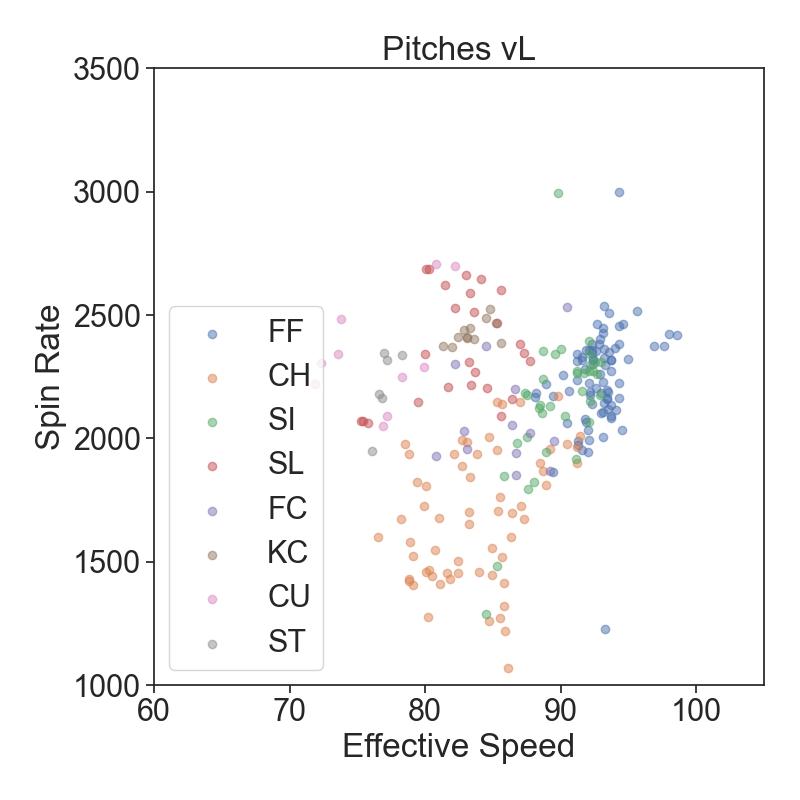 Pitches vL
3500
3000
2500
2000
1500
1000
Spin Rate
FF
CH
SI
SL
FC
KC
CU
ST
60 70 80 90 100
Effective Speed